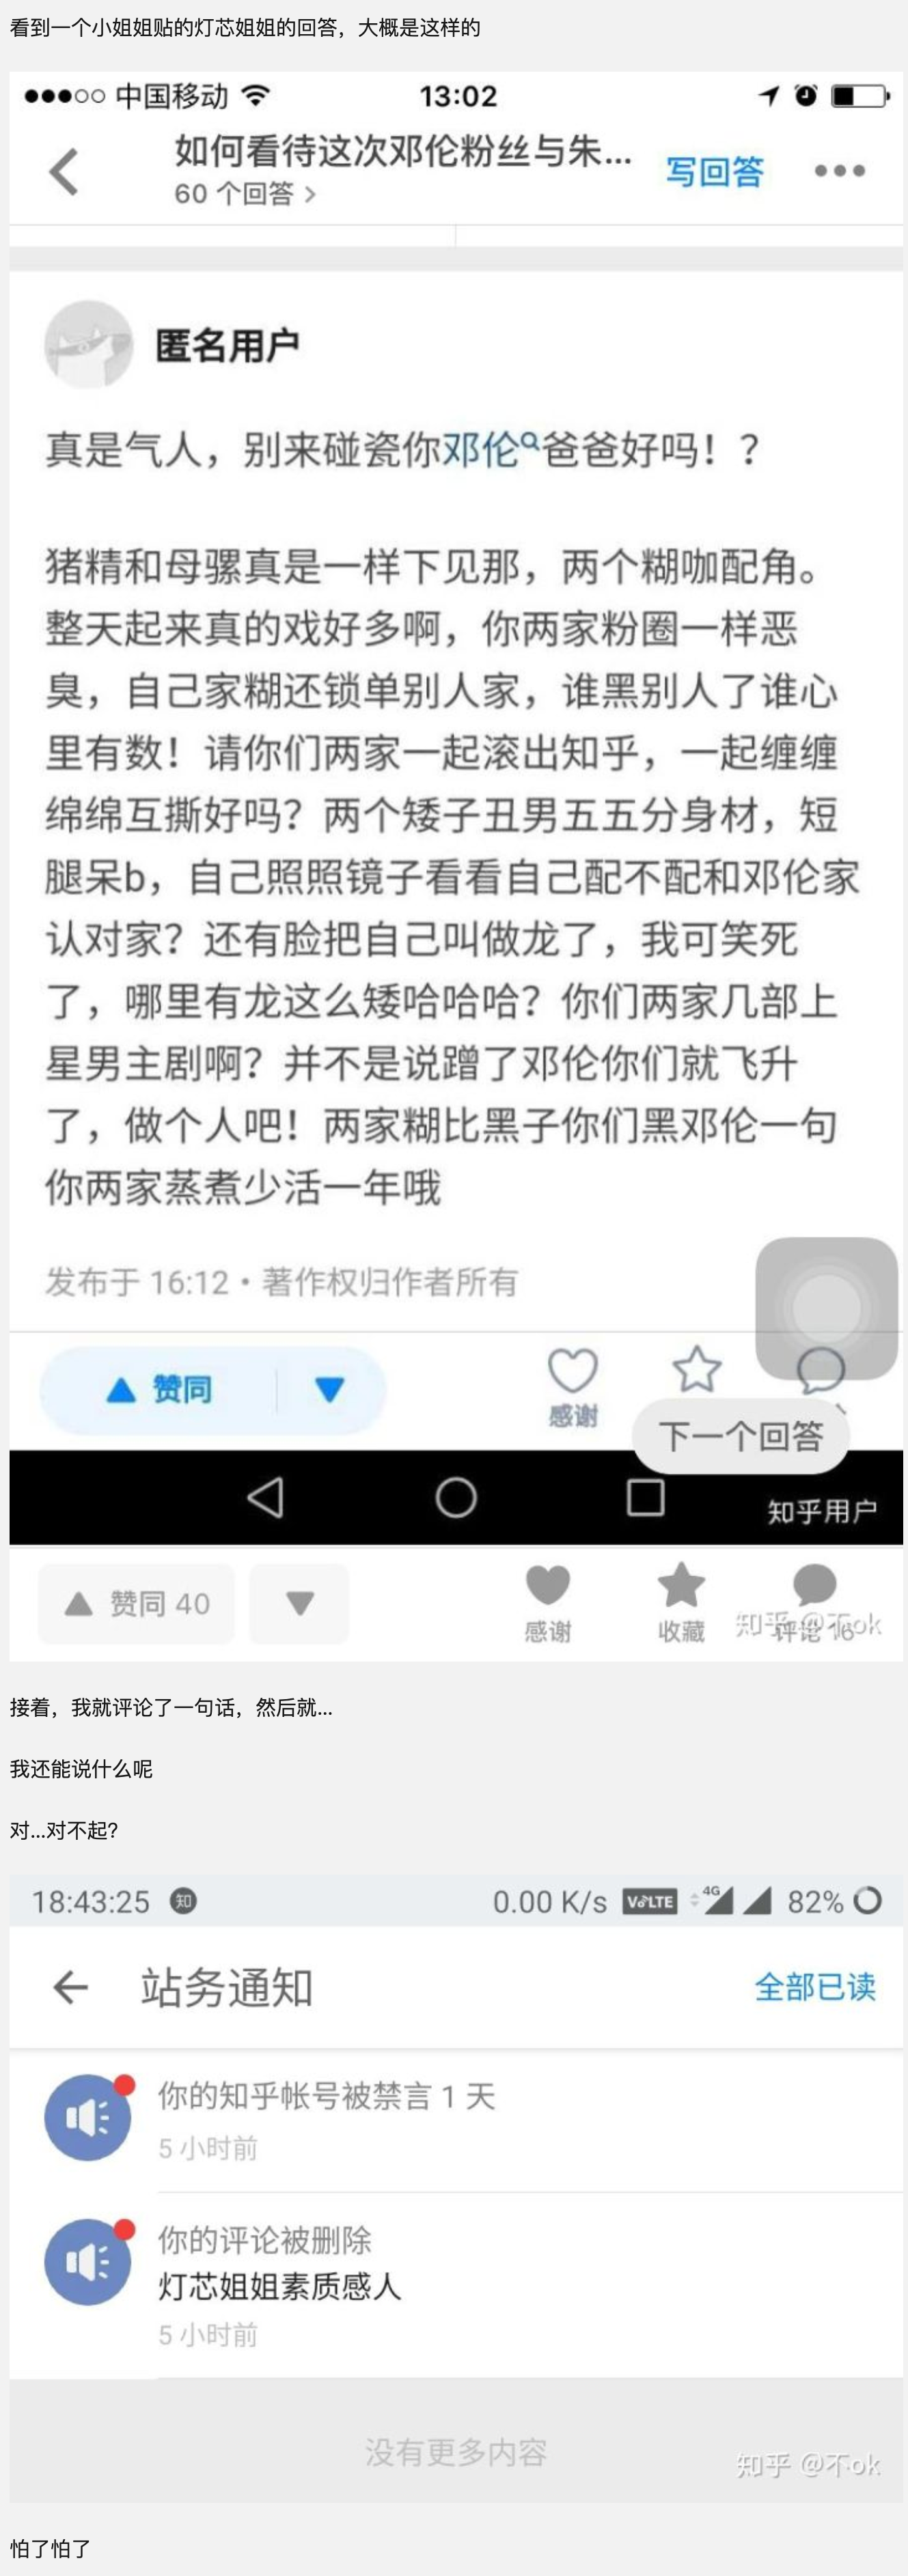 看到一个小姐姐贴的灯芯姐姐的回答，大概是这样的
中国移动
13:02
如何看待这次邓伦粉丝与朱...
60 个回答 >
写回答
匿名用户
真是气人，别来碰瓷你邓伦爸爸好吗！？
猪精和母骡真是一样下见那，两个糊咖配角。
整天起来真的戏好多啊，你两家粉圈一样恶
臭，自己家糊还锁单别人家，谁黑别人了谁心
里有数！请你们两家一起滚出知乎，一起缠缠
绵绵互撕好吗？两个矮子丑男五五分身材，短
腿呆b，自己照照镜子看看自己配不配和邓伦家
认对家？还有脸把自己叫做龙了，我可笑死
了，哪里有龙这么矮哈哈哈？你们两家几部上
星男主剧啊？并不是说蹭了邓伦你们就飞升
了，做个人吧！两家糊比黑子你们黑邓伦一句
你两家蒸煮少活一年哦
发布于 16:12 · 著作权归作者所有
赞同
感谢
下一个回答
知乎用户
赞同 40
感谢
收藏
评论 16
知乎 @不ok
接着，我就评论了一句话，然后就...
我还能说什么呢
对...对不起?
18:43:25
知
0.00 K/s
VoLTE
4G
82%
站务通知
全部已读
你的知乎帐号被禁言 1 天
5 小时前
你的评论被删除
灯芯姐姐素质感人
5 小时前
没有更多内容
知乎 @不ok
怕了怕了